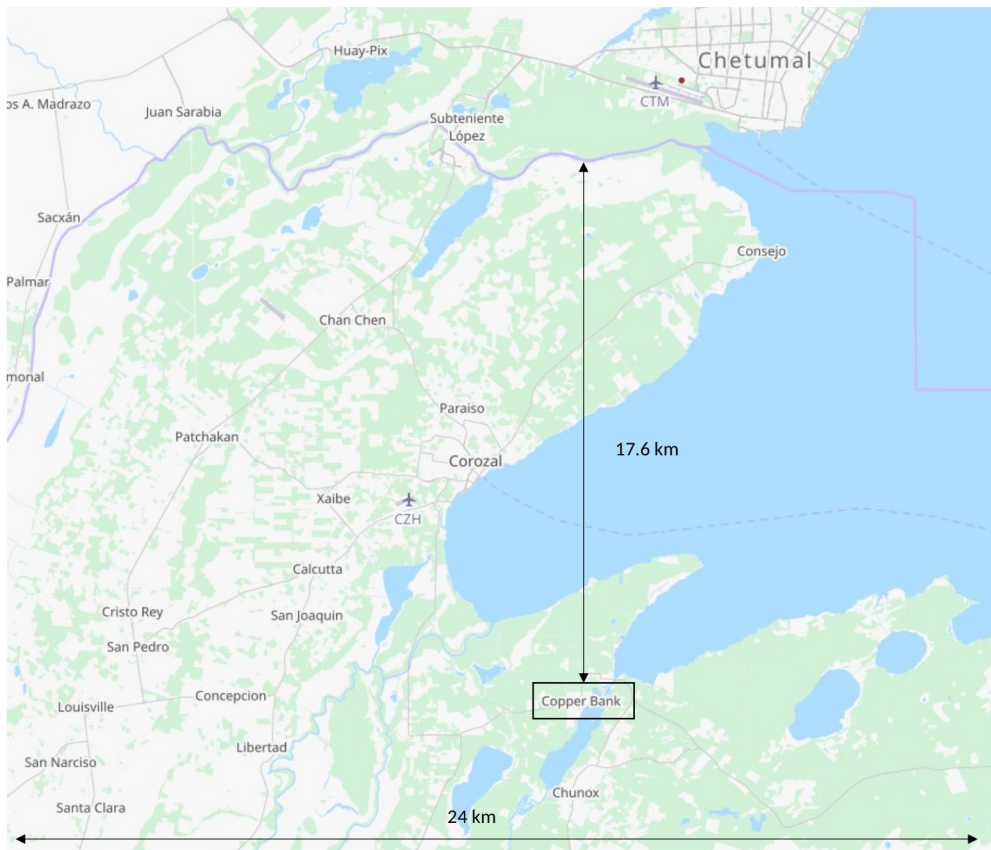 Huay-Pix
Chetumal
CTM
os A. Madrazo
Juan Sarabia
Subteniente
López
Sacxán
Consejo
Palmar
Chan Chen
monal
Paraiso
Patchakan
17.6 km
Corozal
Xaibe
CZH
Calcutta
Cristo Rey
San Joaquin
San Pedro
Concepcion
Copper Bank
Louisville
Libertad
San Narciso
Chunox
Santa Clara
24 km